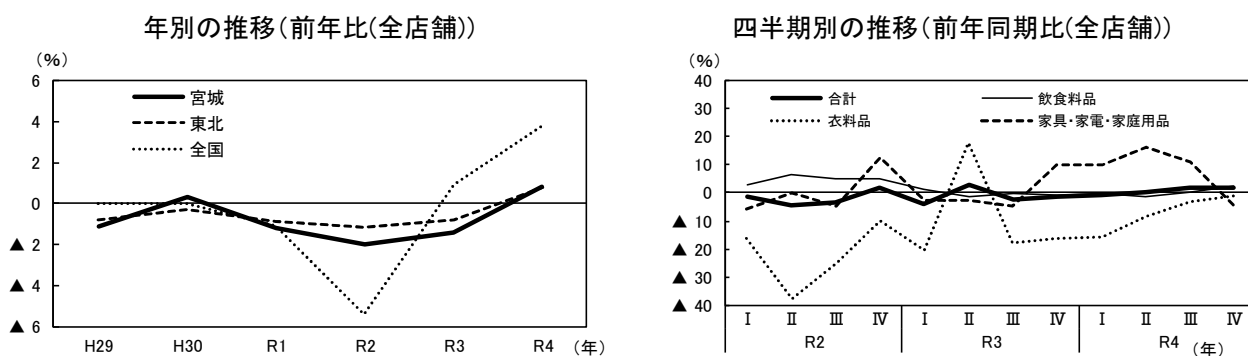 年別の推移(前年比(全店舗))
(%)
6
4
2
0
▲ 2
▲ 4
▲ 6
宮城
東北
全国
H29 H30 R1 R2 R3 R4 (年)
四半期別の推移(前年同期比(全店舗))
(%)
40
30
20
10
0
▲ 10
▲ 20
▲ 30
▲ 40
合計 飲食料品
衣料品 家具・家電・家庭用品
Ⅰ Ⅱ Ⅲ Ⅳ Ⅰ Ⅱ Ⅲ Ⅳ Ⅰ Ⅱ Ⅲ Ⅳ
R2 R3 R4 (年)